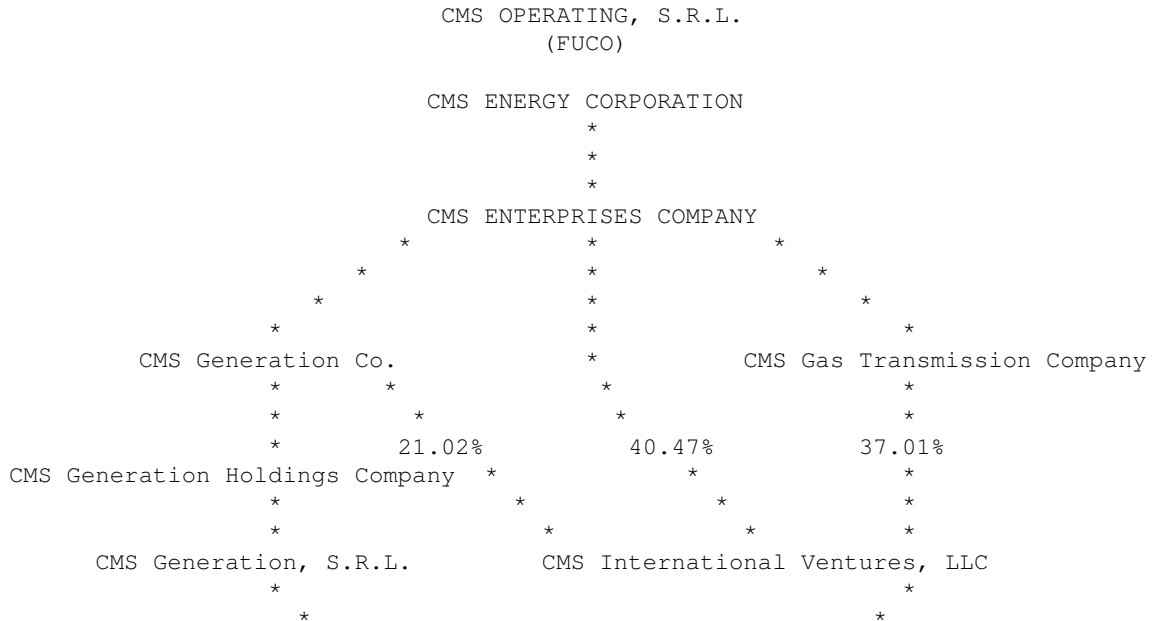 CMS OPERATING, S.R.L.
(FUCO)
CMS ENERGY CORPORATION
*
*
*
CMS ENTERPRISES COMPANY
* * *
* * *
* * *
* * *
CMS Generation Co. * CMS Gas Transmission Company
* * * *
* * * *
* 21.02% 40.47% 37.01%
CMS Generation Holdings Company * * *
* * * *
* * * *
CMS Generation, S.R.L. CMS International Ventures, LLC
* *
* *